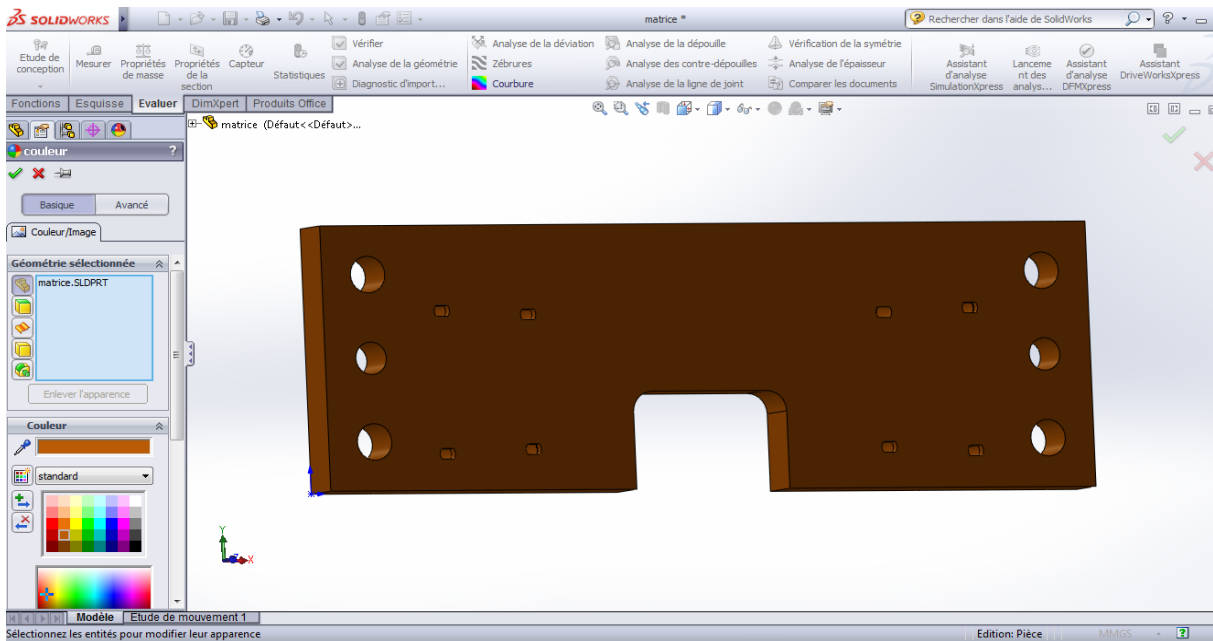 SOLIDWORKS
matrice *
Rechercher dans l'aide de SolidWorks
Etude de conception
Mesurer
Propriétés de masse
Propriétés de la section
Capteur
Statistiques
Vérifier
Analyse de la géométrie
Diagnostic d'import...
Analyse de la déviation
Zébrures
Courbure
Analyse de la dépouille
Analyse des contre-dépouilles
Analyse de la ligne de joint
Vérification de la symétrie
Analyse de l'épaisseur
Comparer les documents
Assistant d'analyse SimulationXpress
Lanceme nt des analys...
Assistant d'analyse DFMXpress
Assistant DriveWorksXpress
Fonctions Esquisse Evaluer DimXpert Produits Office
matrice (Défaut<<Défaut>...
couleur ?
Basique Avancé
Couleur/Image
Géométrie sélectionnée
matrice.SLDPRT
Enlever l'apparence
Couleur
standard
Y
X
Modèle Etude de mouvement 1
Sélectionnez les entités pour modifier leur apparence
Edition: Pièce
MMGS - ?